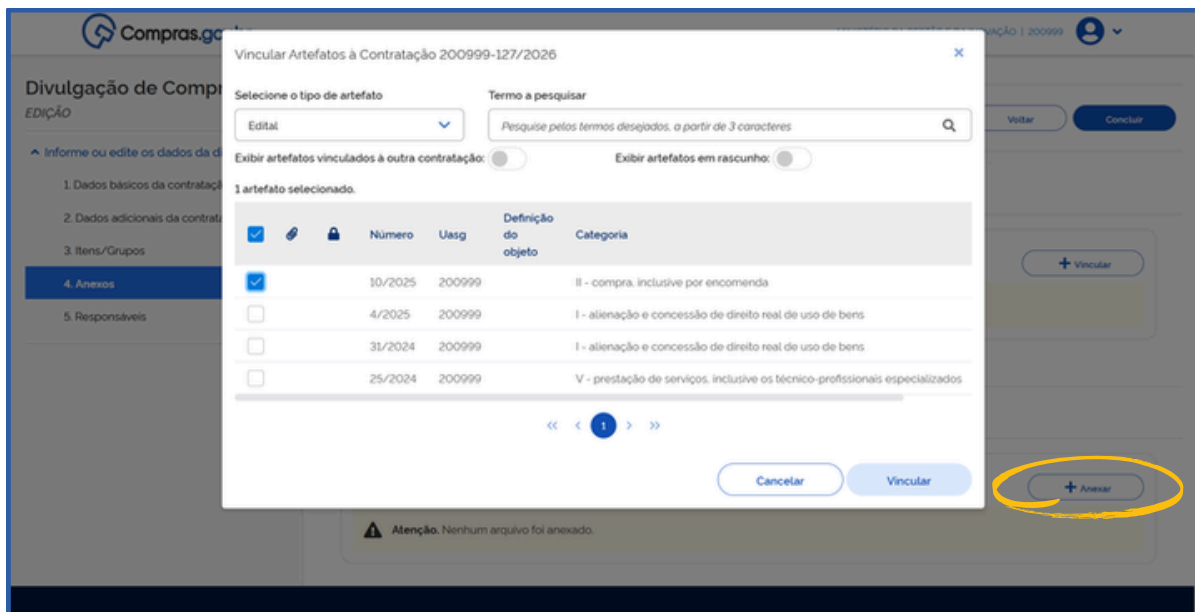 Compras.go
VAÇÃO | 200999
Divulgação de Compr
EDIÇÃO
Voltar
Concluir
Informe ou edite os dados da di
1. Dados básicos da contrataçã
2. Dados adicionais da contrata
3. Itens/Grupos
4. Anexos
5. Responsáveis
Vincular Artefatos à Contratação 200999-127/2026
Selecione o tipo de artefato
Termo a pesquisar
Edital
Pesquise pelos termos desejados, a partir de 3 caracteres
Exibir artefatos vinculados à outra contratação:
Exibir artefatos em rascunho:
1 artefato selecionado.
Número Uasg Definição do objeto Categoria
10/2025 200999 II - compra, inclusive por encomenda
4/2025 200999 I - alienação e concessão de direito real de uso de bens
31/2024 200999 I - alienação e concessão de direito real de uso de bens
25/2024 200999 V - prestação de serviços, inclusive os técnico-profissionais especializados
1
Cancelar
Vincular
+ Vincular
+ Anexar
Atenção. Nenhum arquivo foi anexado.